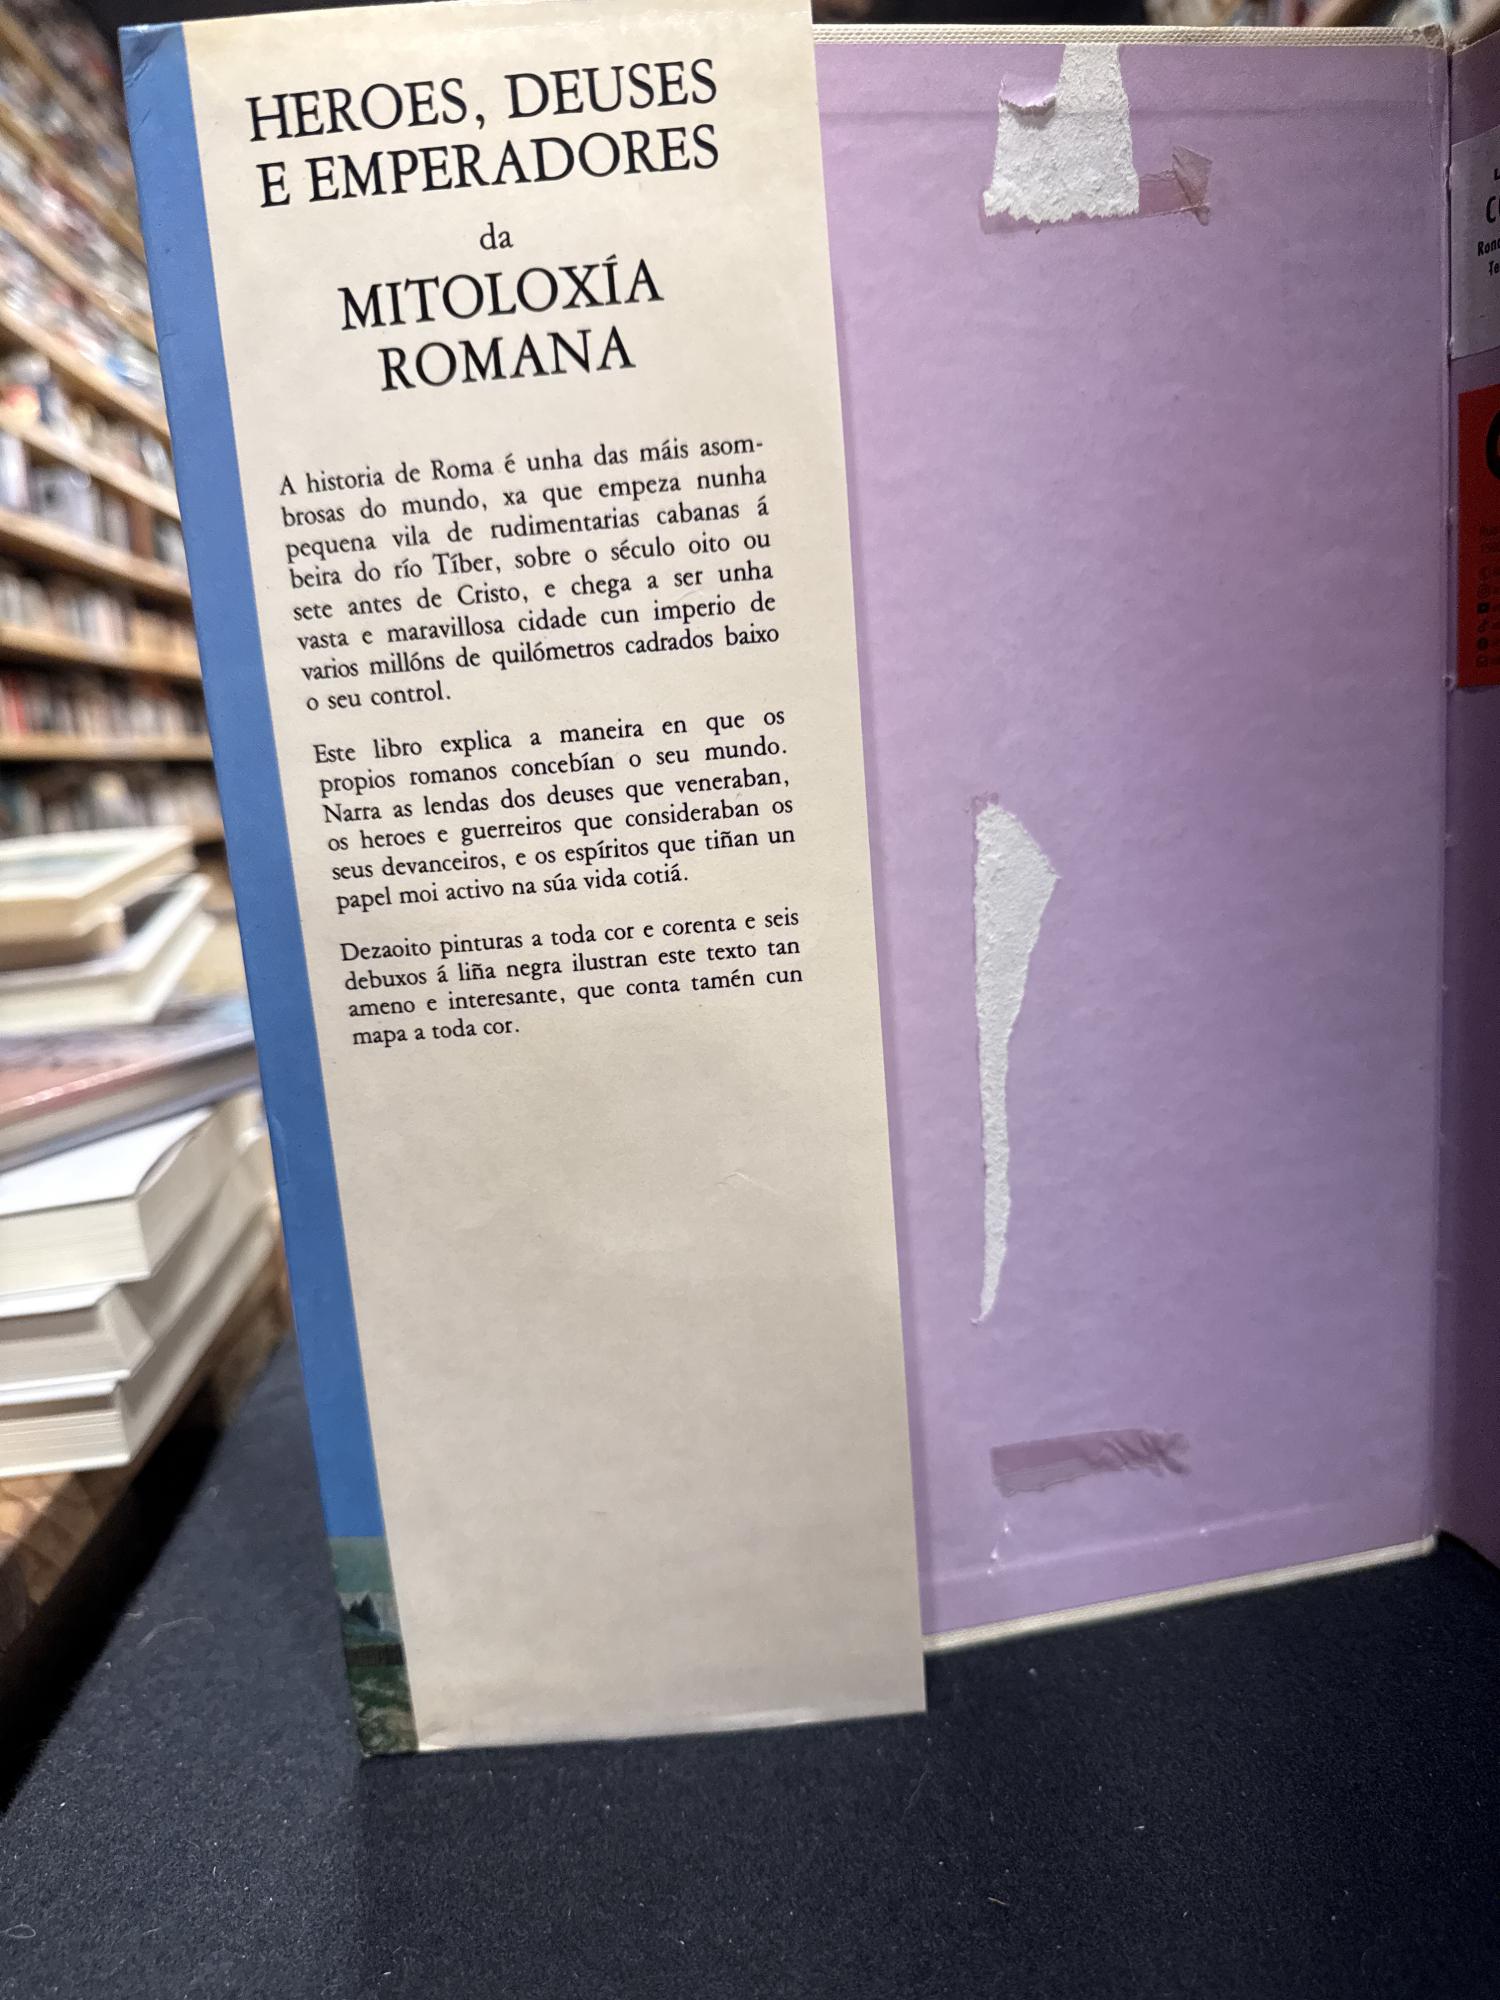 HEROES, DEUSES
E EMPERADORES
da
MITOLOXÍA
ROMANA
A historia de Roma é unha das máis asom-
brosas do mundo, xa que empeza nunha
pequena vila de rudimentarias cabanas á
beira do río Tíber, sobre o século oito ou
sete antes de Cristo, e chega a ser unha
vasta e maravillosa cidade cun imperio de
varios millóns de quilómetros cadrados baixo
o seu control.
Este libro explica a maneira en que os
propios romanos concebían o seu mundo.
Narra as lendas dos deuses que veneraban,
os heroes e guerreiros que consideraban os
seus devanceiros, e os espíritos que tiñan un
papel moi activo na súa vida cotiá.
Dezaoito pinturas a toda cor e corenta e seis
debuxos á liña negra ilustran este texto tan
ameno e interesante, que conta tamén cun
mapa a toda cor.